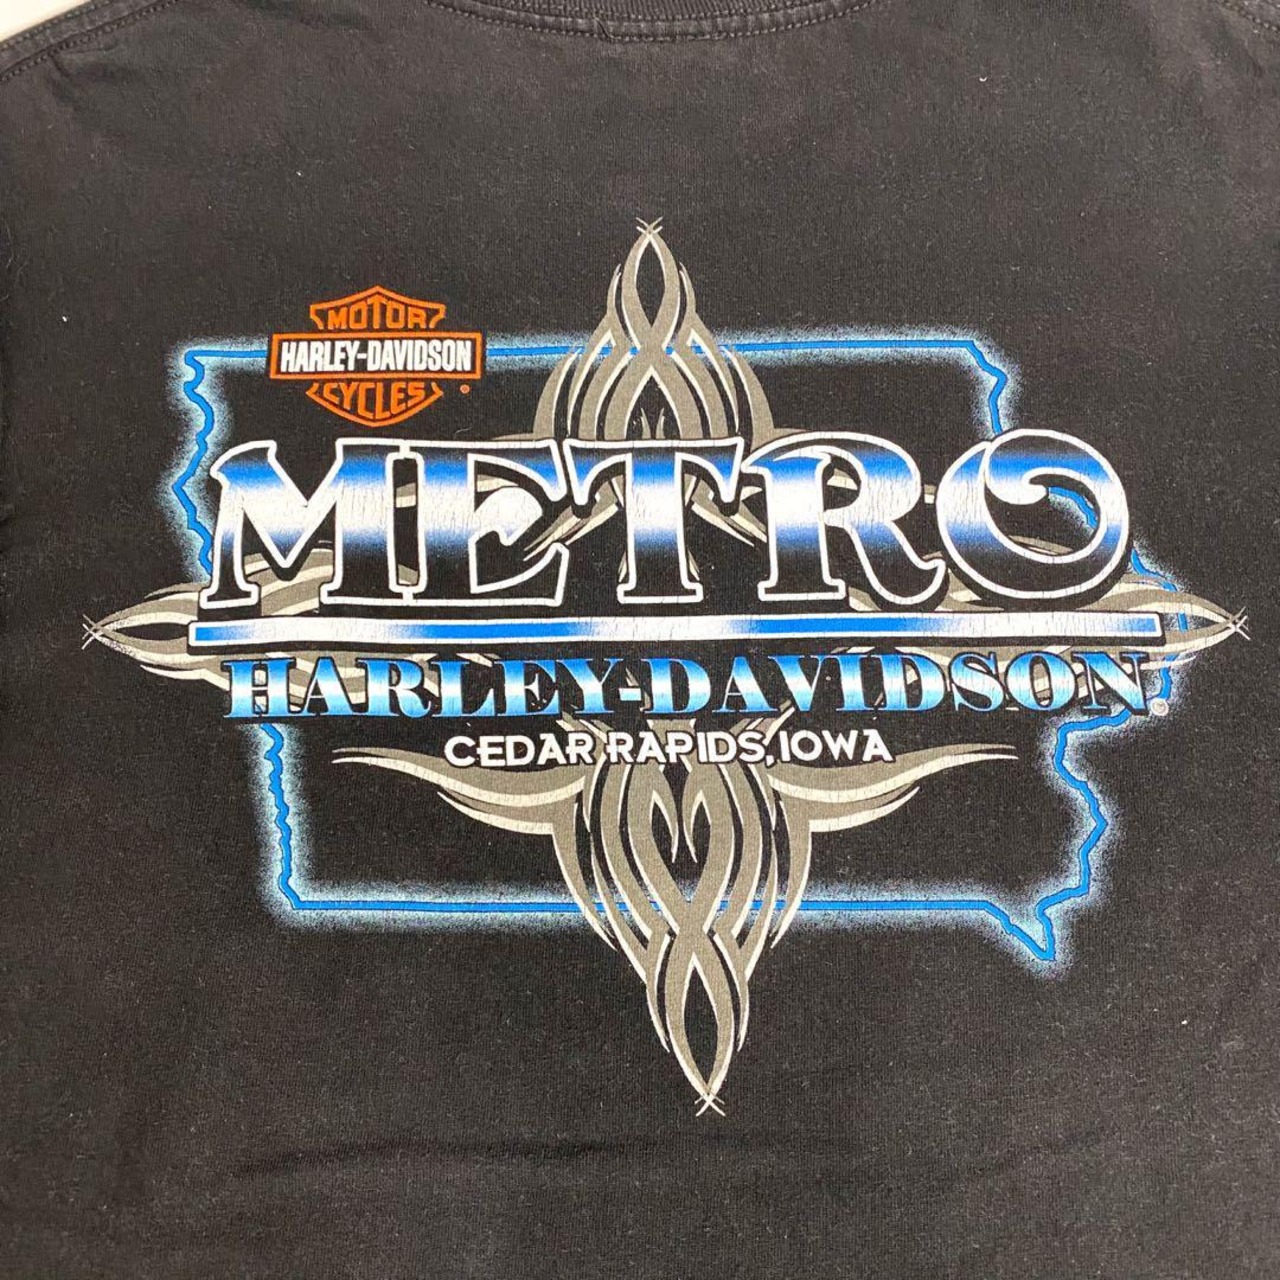 MOTOR
HARLEY-DAVIDSON
CYCLES ®
METRO
HARLEY-DAVIDSON®
CEDAR RAPIDS, IOWA